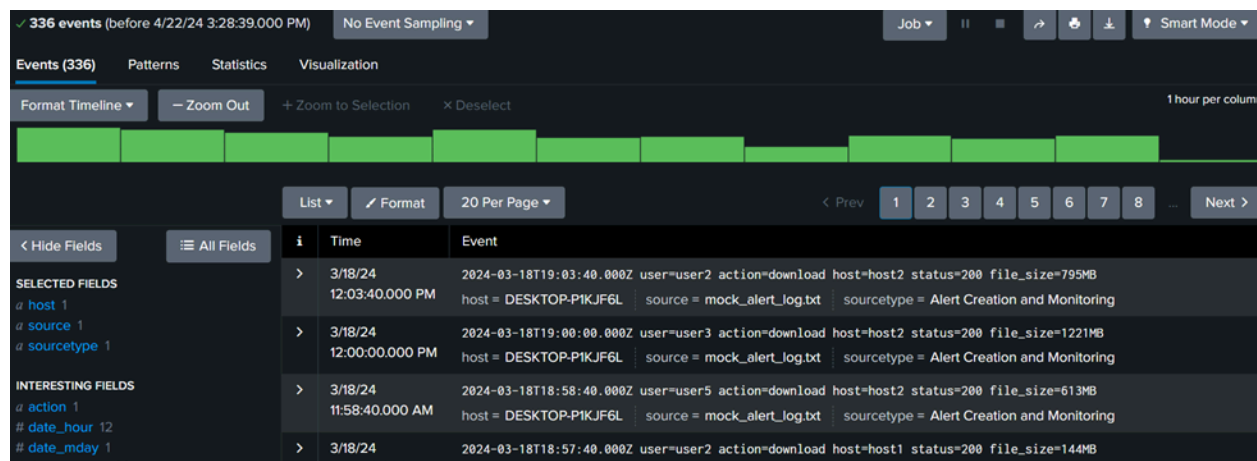 ✓ 336 events (before 4/22/24 3:28:39.000 PM) No Event Sampling ▾ Job ▾ Smart Mode ▾
Events (336) Patterns Statistics Visualization
Format Timeline ▾ — Zoom Out + Zoom to Selection × Deselect
1 hour per colum
List ▾ Format 20 Per Page ▾ < Prev 1 2 3 4 5 6 7 8 ... Next >
< Hide Fields All Fields i Time Event
SELECTED FIELDS
a host 1
a source 1
a sourcetype 1
INTERESTING FIELDS
a action 1
# date_hour 12
# date_mday 1
> 3/18/24 2024-03-18T19:03:40.000Z user=user2 action=download host=host2 status=200 file_size=795MB
12:03:40.000 PM host = DESKTOP-P1KJF6L source = mock_alert_log.txt sourcetype = Alert Creation and Monitoring
> 3/18/24 2024-03-18T19:00:00.000Z user=user3 action=download host=host2 status=200 file_size=1221MB
12:00:00.000 PM host = DESKTOP-P1KJF6L source = mock_alert_log.txt sourcetype = Alert Creation and Monitoring
> 3/18/24 2024-03-18T18:58:40.000Z user=user5 action=download host=host2 status=200 file_size=613MB
11:58:40.000 AM host = DESKTOP-P1KJF6L source = mock_alert_log.txt sourcetype = Alert Creation and Monitoring
> 3/18/24 2024-03-18T18:57:40.000Z user=user2 action=download host=host1 status=200 file_size=144MB